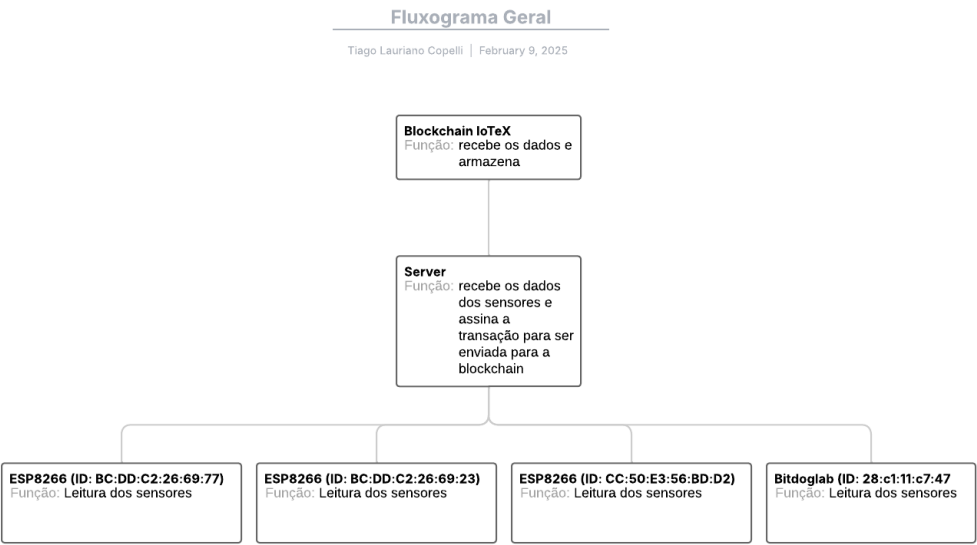 Fluxograma Geral
Tiago Lauriano Copelli | February 9, 2025
Blockchain IoTeX
Função: recebe os dados e
armazena
Server
Função: recebe os dados
dos sensores e
assina a
transação para ser
enviada para a
blockchain
ESP8266 (ID: BC:DD:C2:26:69:77)
Função: Leitura dos sensores
ESP8266 (ID: BC:DD:C2:26:69:23)
Função: Leitura dos sensores
ESP8266 (ID: CC:50:E3:56:BD:D2)
Função: Leitura dos sensores
Bitdoglab (ID: 28:c1:11:c7:47
Função: Leitura dos sensores